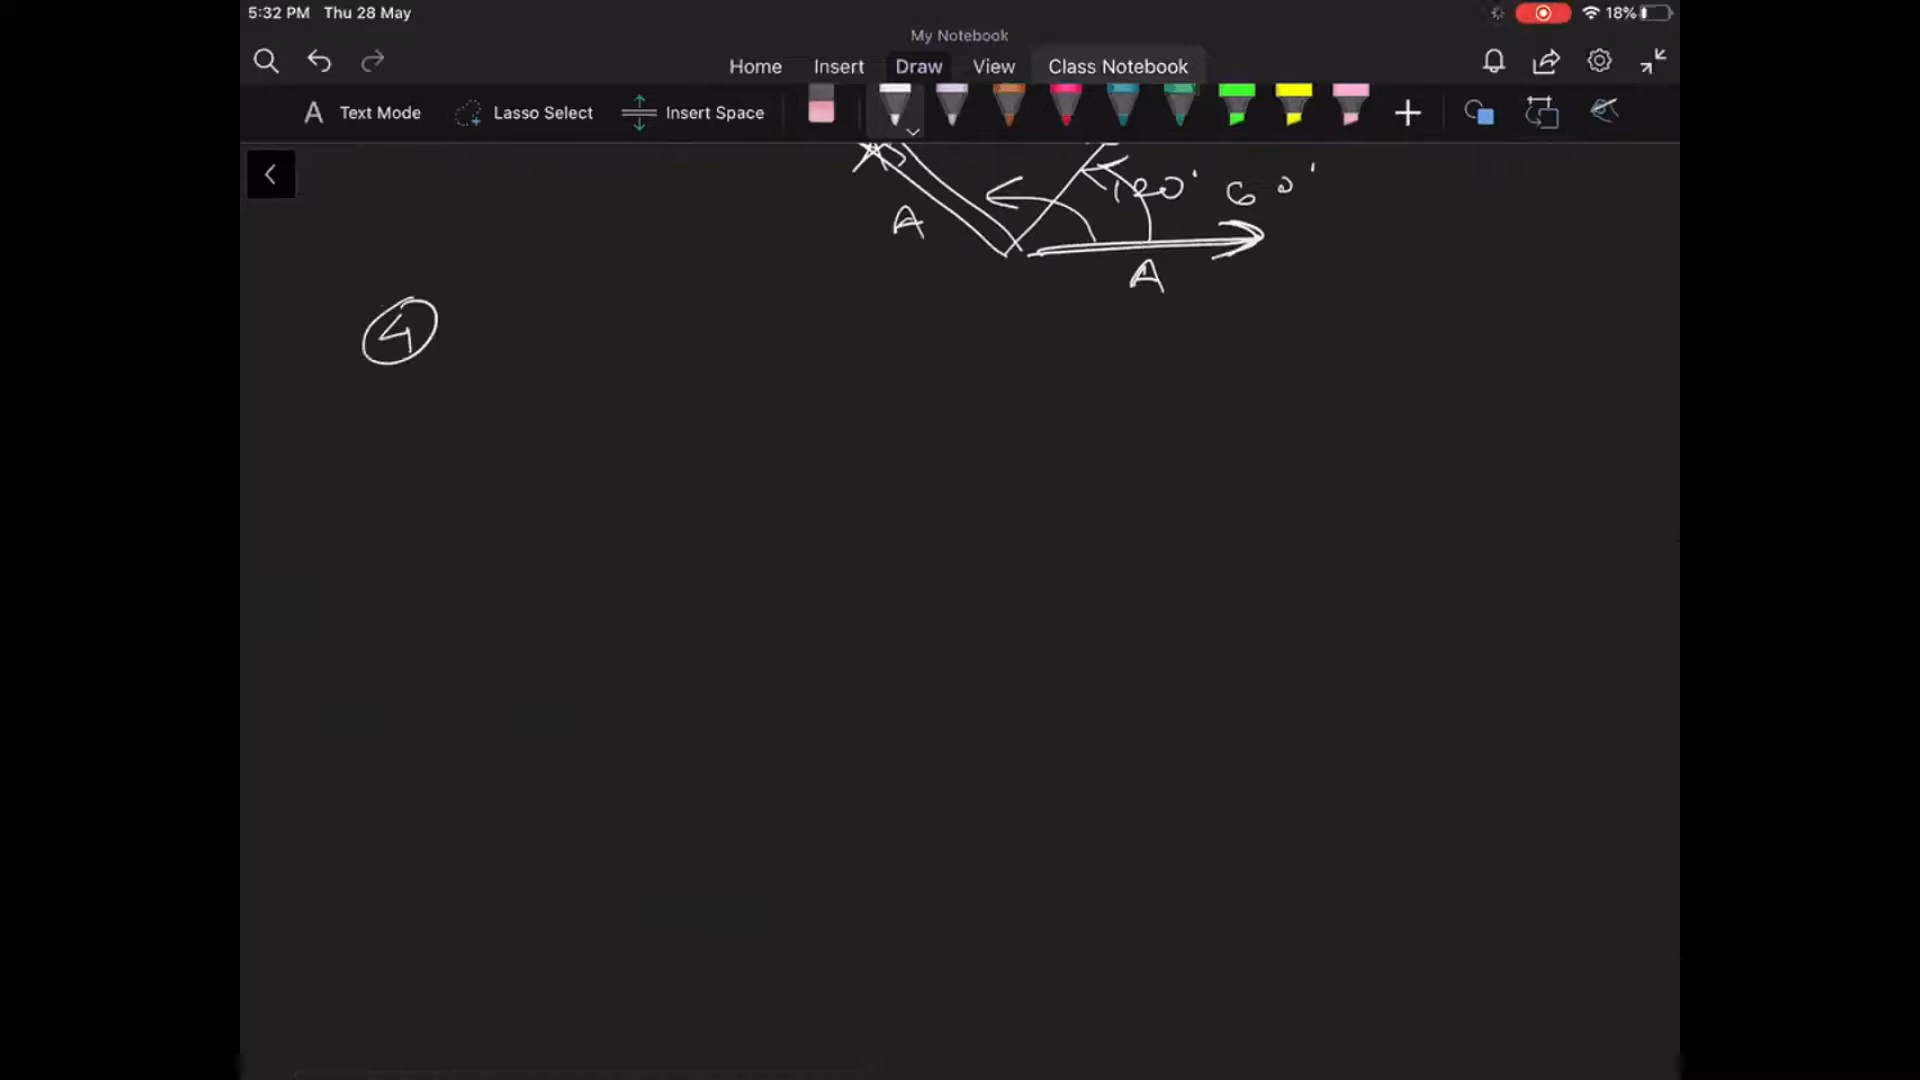 5:32 PM Thu 28 May
18%
My Notebook
Home Insert Draw View Class Notebook
A Text Mode Lasso Select Insert Space
120° 60°
A
A
4